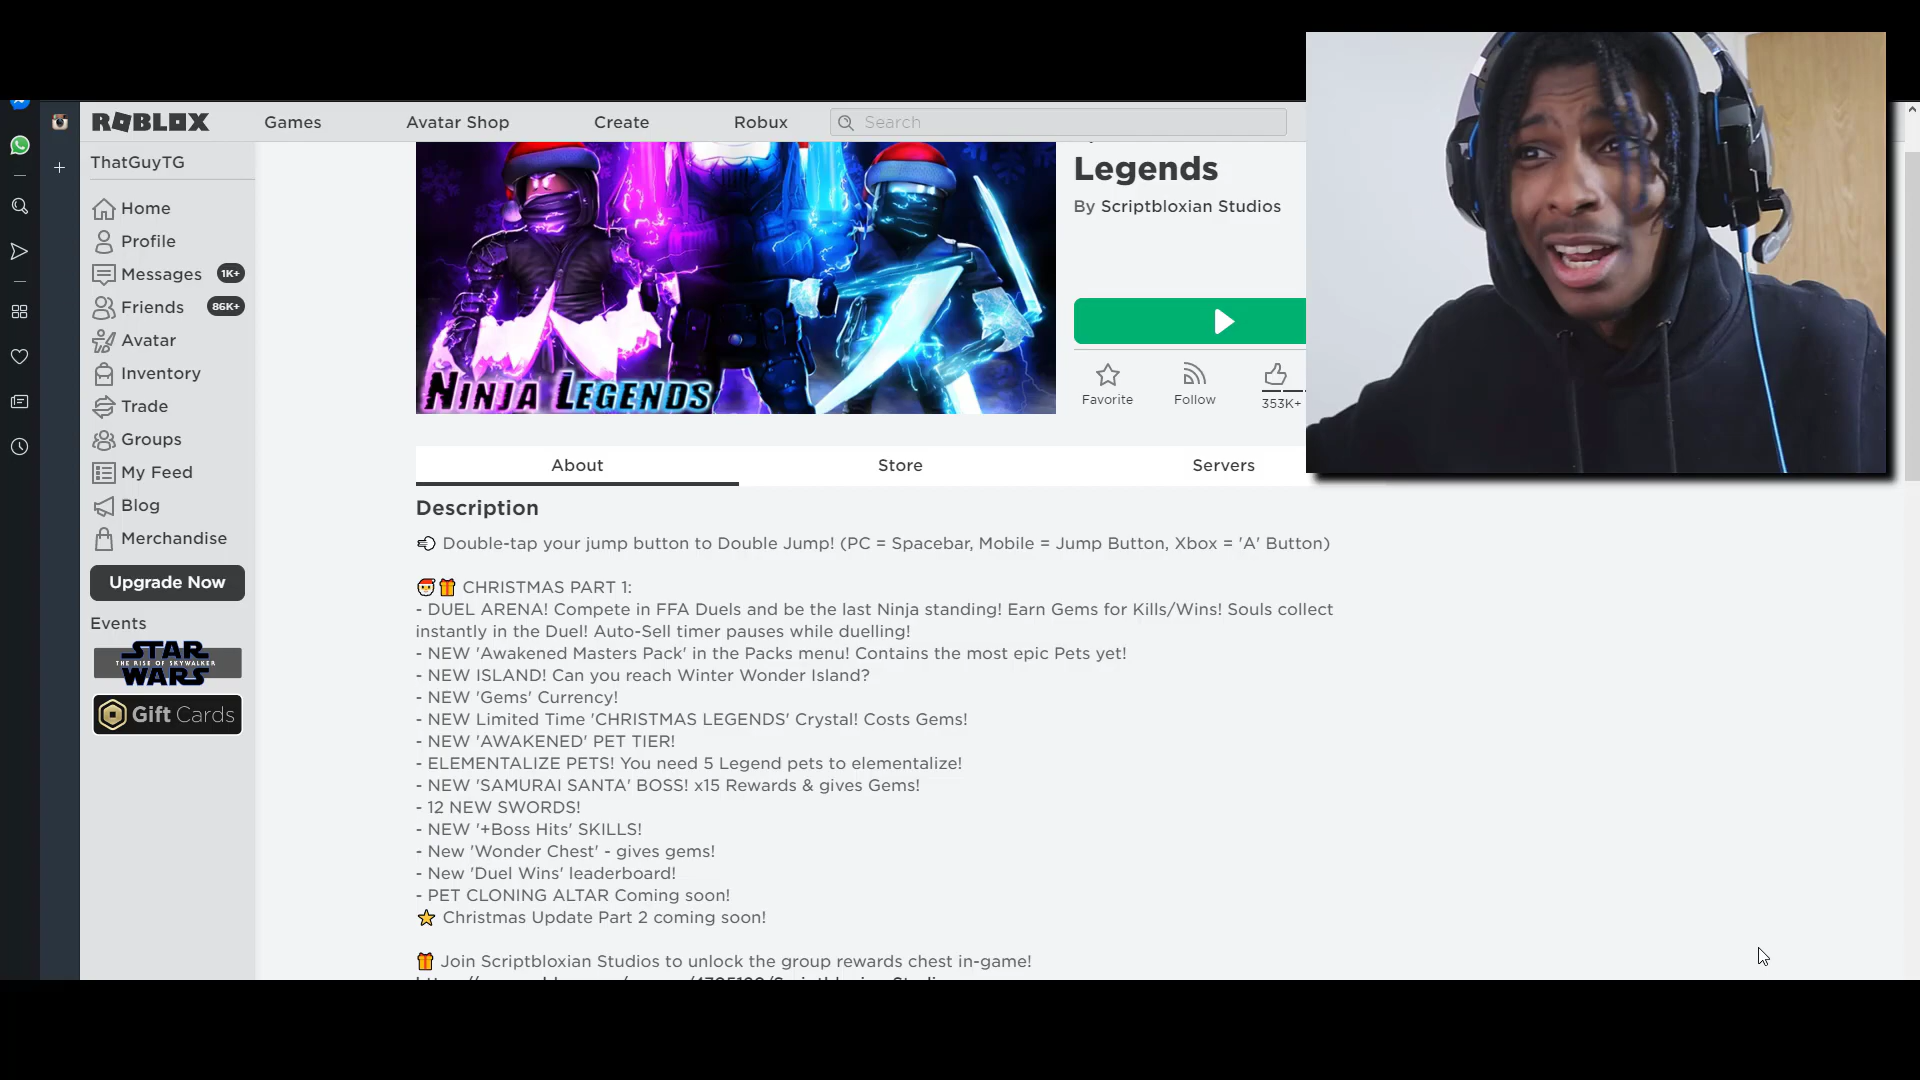 ROBLOX
Games
Avatar Shop
Create
Robux
Search
ThatGuyTG
Home
Profile
Messages 1K+
Friends 86K+
Avatar
Inventory
Trade
Groups
My Feed
Blog
Merchandise
Upgrade Now
Events
STAR
THE RISE OF SKYWALKER
WARS
Gift Cards
NINJA LEGENDS
Legends
By Scriptbloxian Studios
Favorite
Follow
353K+
About
Store
Servers
Description
Double-tap your jump button to Double Jump! (PC = Spacebar, Mobile = Jump Button, Xbox = 'A' Button)
CHRISTMAS PART 1:
- DUEL ARENA! Compete in FFA Duels and be the last Ninja standing! Earn Gems for Kills/Wins! Souls collect
instantly in the Duel! Auto-Sell timer pauses while duelling!
- NEW 'Awakened Masters Pack' in the Packs menu! Contains the most epic Pets yet!
- NEW ISLAND! Can you reach Winter Wonder Island?
- NEW 'Gems' Currency!
- NEW Limited Time 'CHRISTMAS LEGENDS' Crystal! Costs Gems!
- NEW 'AWAKENED' PET TIER!
- ELEMENTALIZE PETS! You need 5 Legend pets to elementalize!
- NEW 'SAMURAI SANTA' BOSS! x15 Rewards & gives Gems!
- 12 NEW SWORDS!
- NEW '+Boss Hits' SKILLS!
- New 'Wonder Chest' - gives gems!
- New 'Duel Wins' leaderboard!
- PET CLONING ALTAR Coming soon!
Christmas Update Part 2 coming soon!
Join Scriptbloxian Studios to unlock the group rewards chest in-game!